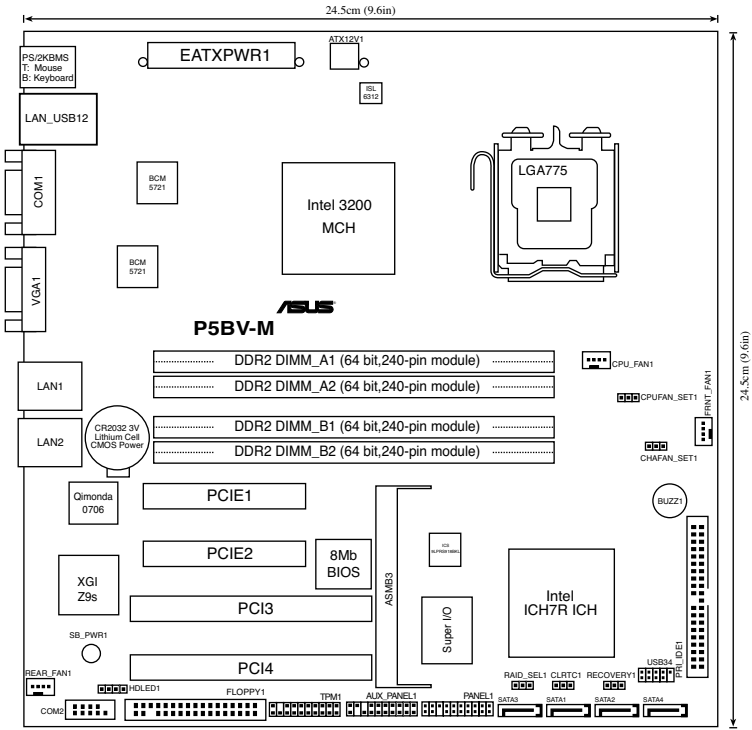 24.5cm (9.6in)
PS/2KBMS
T: Mouse
B: Keyboard
EATXPWR1
ATX12V1
ISL
6312
LAN_USB12
COM1
BCM
5721
Intel 3200
MCH
LGA775
VGA1
BCM
5721
ASUS
P5BV-M
24.5cm (9.6in)
DDR2 DIMM_A1 (64 bit,240-pin module)
DDR2 DIMM_A2 (64 bit,240-pin module)
DDR2 DIMM_B1 (64 bit,240-pin module)
DDR2 DIMM_B2 (64 bit,240-pin module)
CPU_FAN1
CPUFAN_SET1
FRNT_FAN1
CHAFAN_SET1
LAN1
LAN2
CR2032 3V
Lithium Cell
CMOS Power
Qimonda
0706
PCIE1
PCIE2
8Mb
BIOS
ASMB3
ICS
BUZZ1
XGI
Z9s
PCI3
Super I/O
Intel
ICH7R ICH
PRI_IDE1
SB_PWR1
PCI4
REAR_FAN1
HDLED1
RAID_SEL1
CLRTC1
RECOVERY1
USB34
COM2
FLOPPY1
TPM1
AUX_PANEL1
PANEL1
SATA3
SATA1
SATA2
SATA4